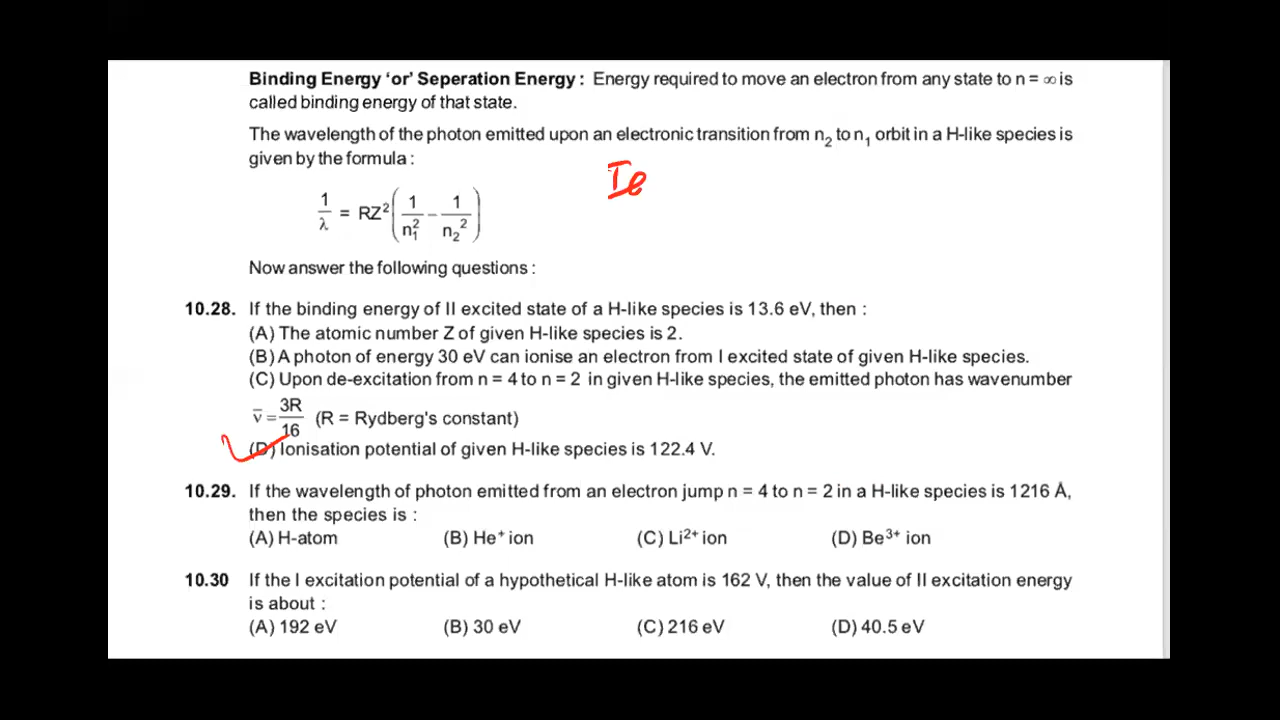 Binding Energy ‘or’ Seperation Energy : Energy required to move an electron from any state to n = ∞ is
called binding energy of that state.
The wavelength of the photon emitted upon an electronic transition from n₂ to n₁ orbit in a H-like species is
given by the formula :
1/λ = RZ² (1/n₁² − 1/n₂²)
Now answer the following questions :
10.28. If the binding energy of II excited state of a H-like species is 13.6 eV, then :
(A) The atomic number Z of given H-like species is 2.
(B) A photon of energy 30 eV can ionise an electron from I excited state of given H-like species.
(C) Upon de-excitation from n = 4 to n = 2 in given H-like species, the emitted photon has wavenumber
ν̅ = 3R/16 (R = Rydberg's constant)
(D) Ionisation potential of given H-like species is 122.4 V.
10.29. If the wavelength of photon emitted from an electron jump n = 4 to n = 2 in a H-like species is 1216 Å,
then the species is :
(A) H-atom (B) He⁺ ion (C) Li²⁺ ion (D) Be³⁺ ion
10.30 If the I excitation potential of a hypothetical H-like atom is 162 V, then the value of II excitation energy
is about :
(A) 192 eV (B) 30 eV (C) 216 eV (D) 40.5 eV